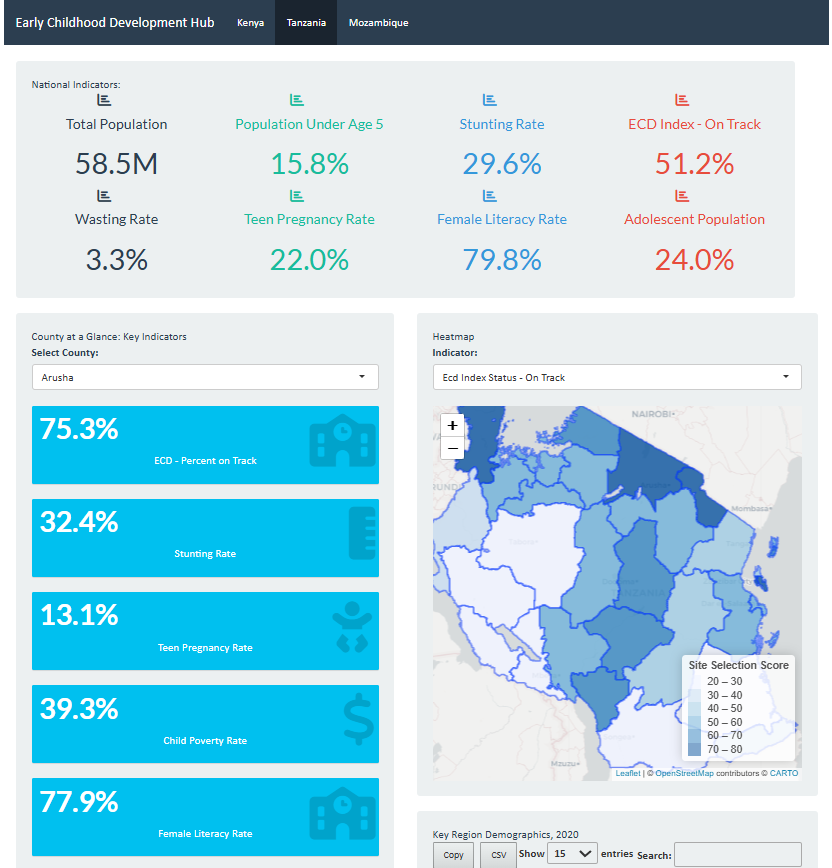 Early Childhood Development Hub Kenya Tanzania Mozambique
National Indicators:
Total Population Population Under Age 5 Stunting Rate ECD Index - On Track
58.5M 15.8% 29.6% 51.2%
Wasting Rate Teen Pregnancy Rate Female Literacy Rate Adolescent Population
3.3% 22.0% 79.8% 24.0%
County at a Glance: Key Indicators
Select County:
Arusha
75.3%
ECD - Percent on Track
32.4%
Stunting Rate
13.1%
Teen Pregnancy Rate
39.3%
Child Poverty Rate
77.9%
Female Literacy Rate
Heatmap
Indicator:
Ecd Index Status - On Track
+
−
NAIROBI
Mombasa
TANZANIA
Mzuzu
Site Selection Score
20 – 30
30 – 40
40 – 50
50 – 60
60 – 70
70 – 80
Leaflet | © OpenStreetMap contributors © CARTO
Key Region Demographics, 2020
Copy CSV Show 15 entries Search: